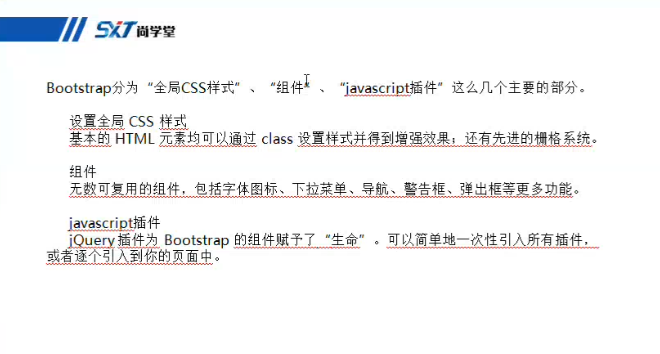 SXT尚学堂
Bootstrap分为“全局CSS样式”、“组件”、“javascript插件”这么几个主要的部分。
设置全局 CSS 样式
基本的 HTML 元素均可以通过 class 设置样式并得到增强效果；还有先进的栅格系统。
组件
无数可复用的组件，包括字体图标、下拉菜单、导航、警告框、弹出框等更多功能。
javascript插件
jQuery 插件为 Bootstrap 的组件赋予了“生命”。可以简单地一次性引入所有插件，
或者逐个引入到你的页面中。